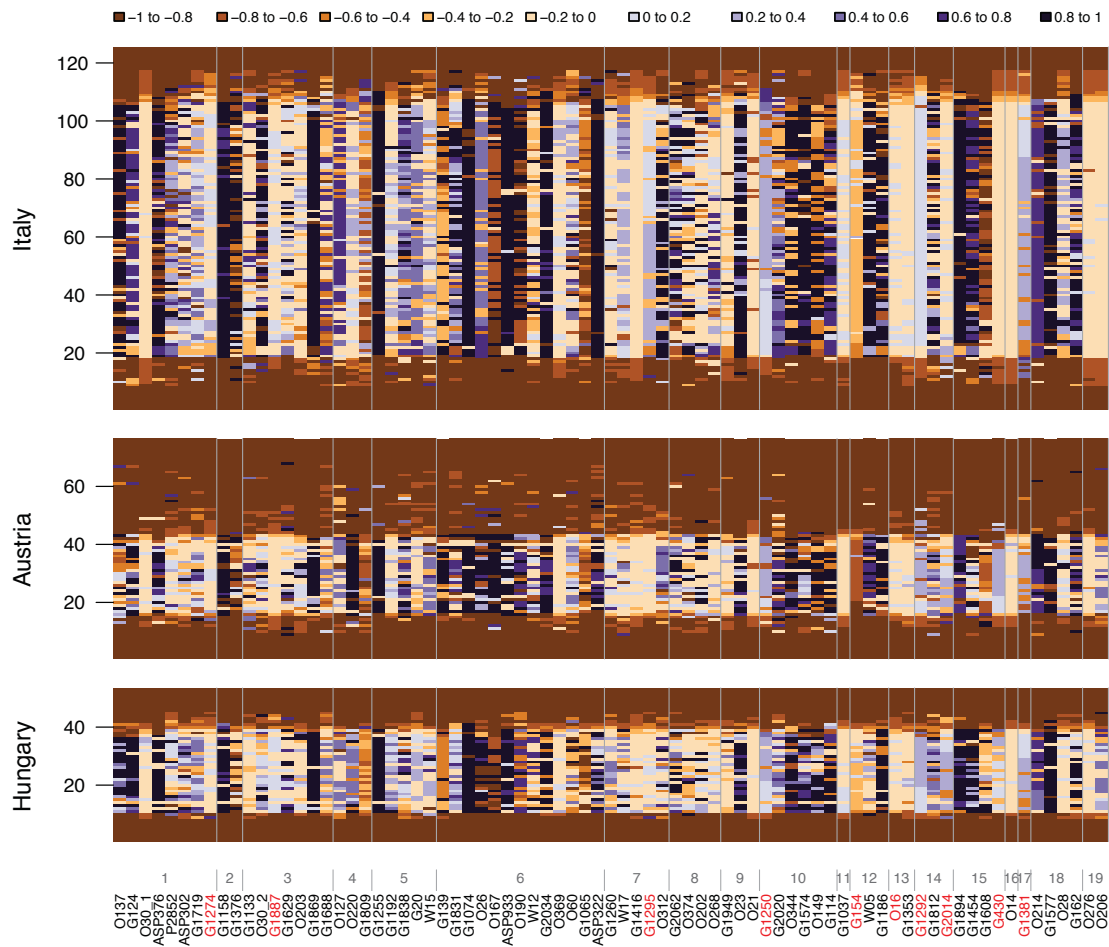 −1 to −0.8 −0.8 to −0.6 −0.6 to −0.4 −0.4 to −0.2 −0.2 to 0 0 to 0.2 0.2 to 0.4 0.4 to 0.6 0.6 to 0.8 0.8 to 1
Italy
120
100
80
60
40
20
Austria
60
40
20
Hungary
40
20
1 2 3 4 5 6 7 8 9 10 11 12 13 14 15 16 17 18 19
O137
G124
O30_1
ASP376
P2852
ASP302
G1719
G1274
G1158
G1376
G1133
O30_2
G1887
G1629
O203
G1869
G1688
O127
O220
G1809
G1255
G1192
G1838
G20
W15
G139
G1831
G1074
O26
O167
ASP933
O190
W12
G2034
O369
O60
G1065
ASP322
G1260
W17
G1416
G1295
O312
G2062
O374
O292
O268
G1949
O23
O21
G1250
G2020
O344
G1574
O149
G114
G1037
G154
W05
G1186
O16
G1353
G1292
G1812
G2014
G1894
G1454
G1608
G430
O14
G1381
O214
G1577
O28
G162
O276
O206